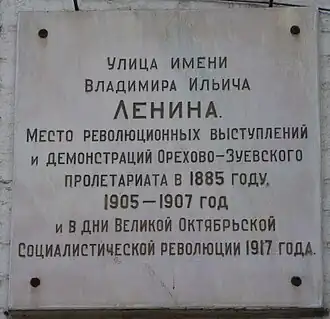 Улица имени
Владимира Ильича
Ленина.
Место революционных выступлений
и демонстраций Орехово-Зуевского
пролетариата в 1885 году,
1905—1907 год
и в дни Великой Октябрьской
Социалистической революции 1917 года.